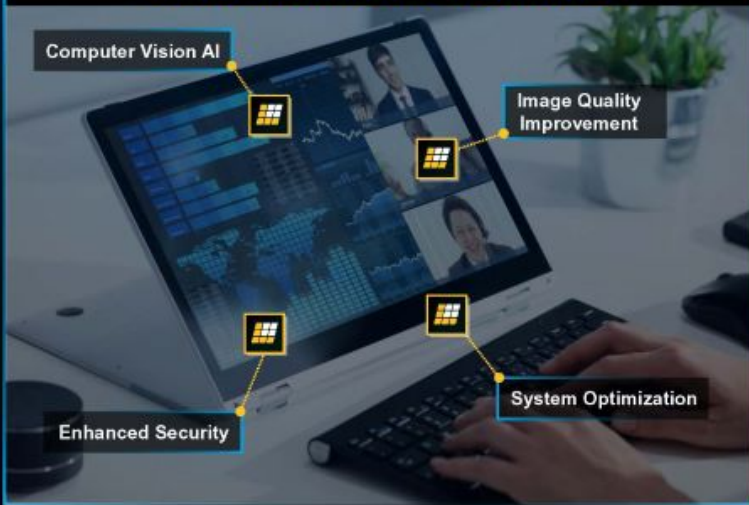 Computer Vision AI
Image Quality
Improvement
System Optimization
Enhanced Security